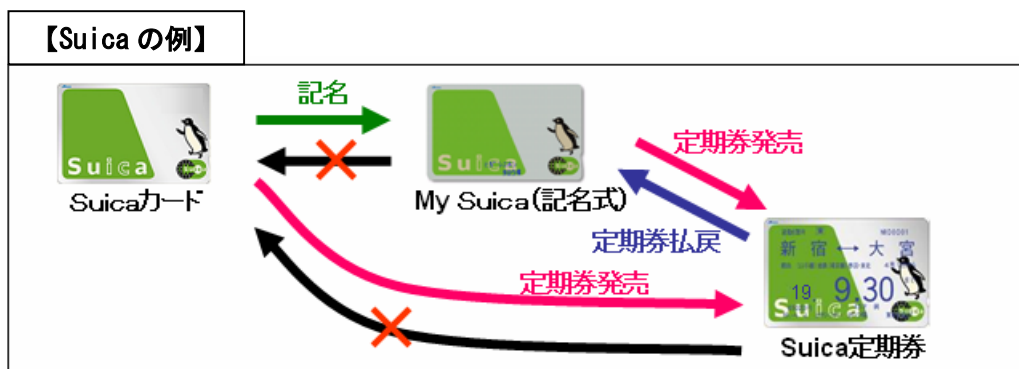 【Suicaの例】
記名
定期券発売
Suica
Suica
Suicaカード
My Suica(記名式)
定期券払戻
新宿 ↔ 大宮
定期券発売
19. 9.30
Suica
Suica定期券